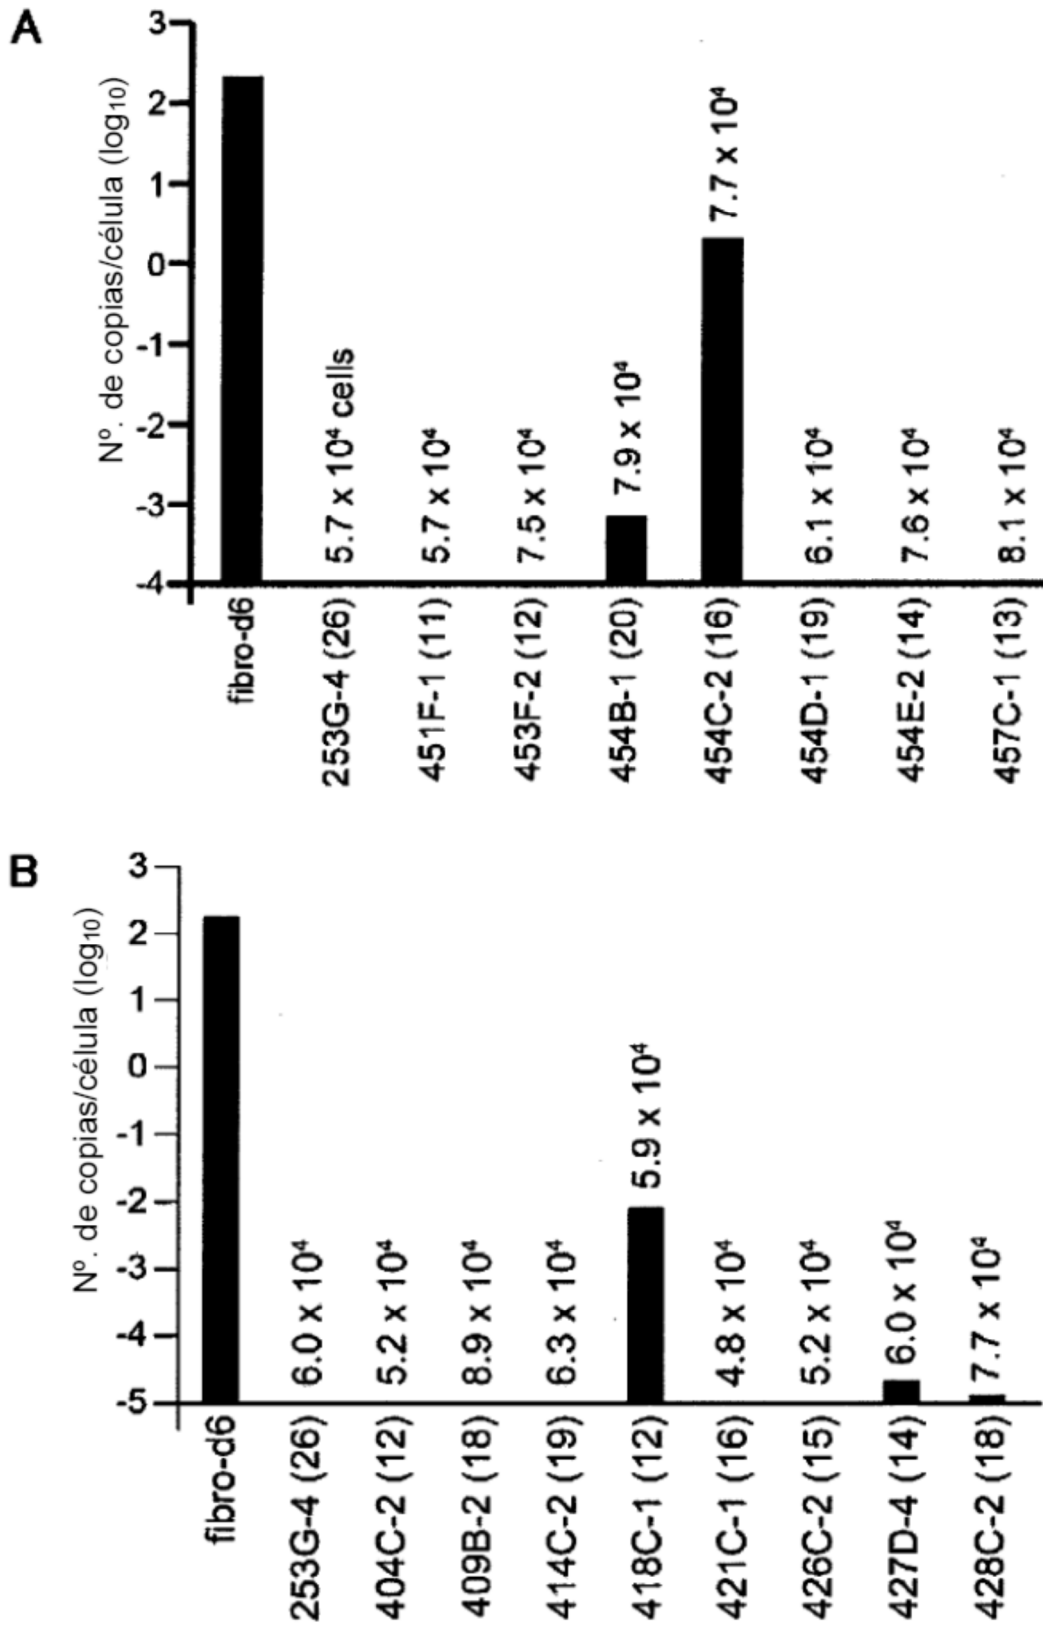 A
Nº. de copias/célula (log10)
3
2
1
0
-1
-2
-3
-4
5.7 x 10⁴ cells
5.7 x 10⁴
7.5 x 10⁴
7.9 x 10⁴
7.7 x 10⁴
6.1 x 10⁴
7.6 x 10⁴
8.1 x 10⁴
fibro-d6
253G-4 (26)
451F-1 (11)
453F-2 (12)
454B-1 (20)
454C-2 (16)
454D-1 (19)
454E-2 (14)
457C-1 (13)
B
Nº. de copias/célula (log10)
3
2
1
0
-1
-2
-3
-4
-5
6.0 x 10⁴
5.2 x 10⁴
8.9 x 10⁴
6.3 x 10⁴
5.9 x 10⁴
4.8 x 10⁴
5.2 x 10⁴
6.0 x 10⁴
7.7 x 10⁴
fibro-d6
253G-4 (26)
404C-2 (12)
409B-2 (18)
414C-2 (19)
418C-1 (12)
421C-1 (16)
426C-2 (15)
427D-4 (14)
428C-2 (18)